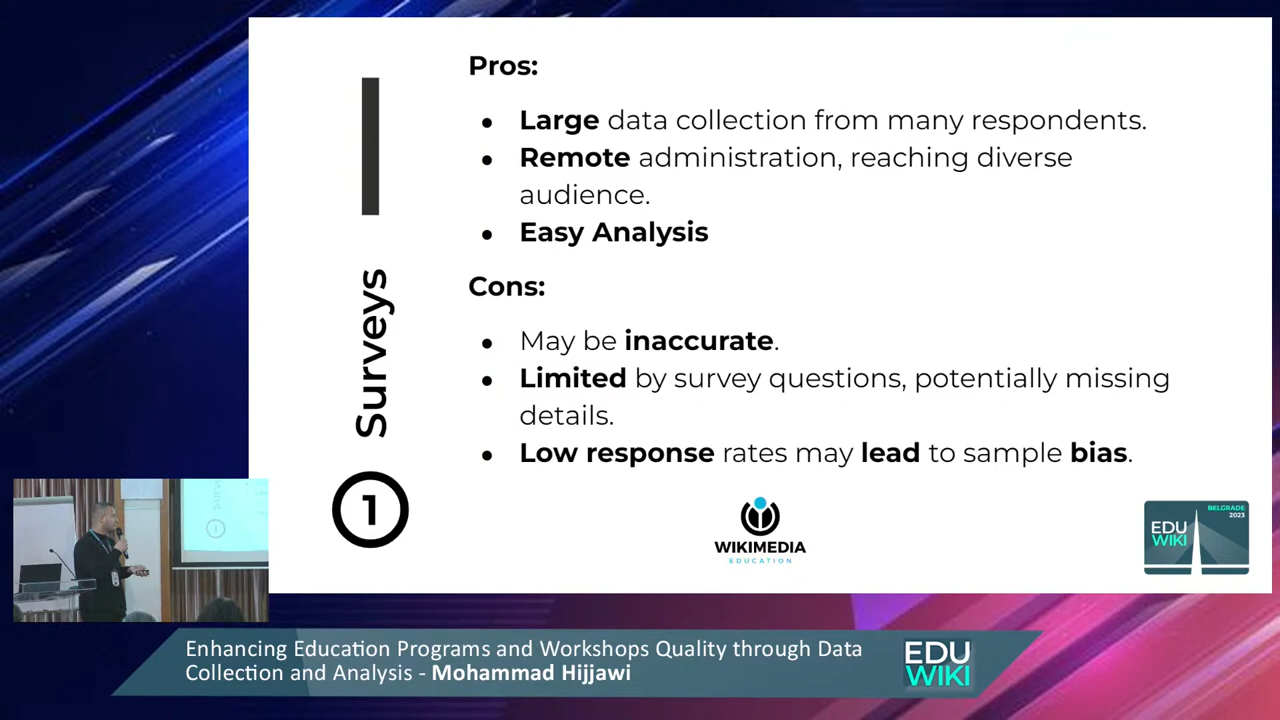 Pros:
● Large data collection from many respondents.
● Remote administration, reaching diverse
audience.
● Easy Analysis
Cons:
● May be inaccurate.
● Limited by survey questions, potentially missing
details.
● Low response rates may lead to sample bias.
Surveys
1
WIKIMEDIA
EDUCATION
BELGRADE
2023
EDU
WIKI
Enhancing Education Programs and Workshops Quality through Data
Collection and Analysis - Mohammad Hijjawi
EDU
WIKI